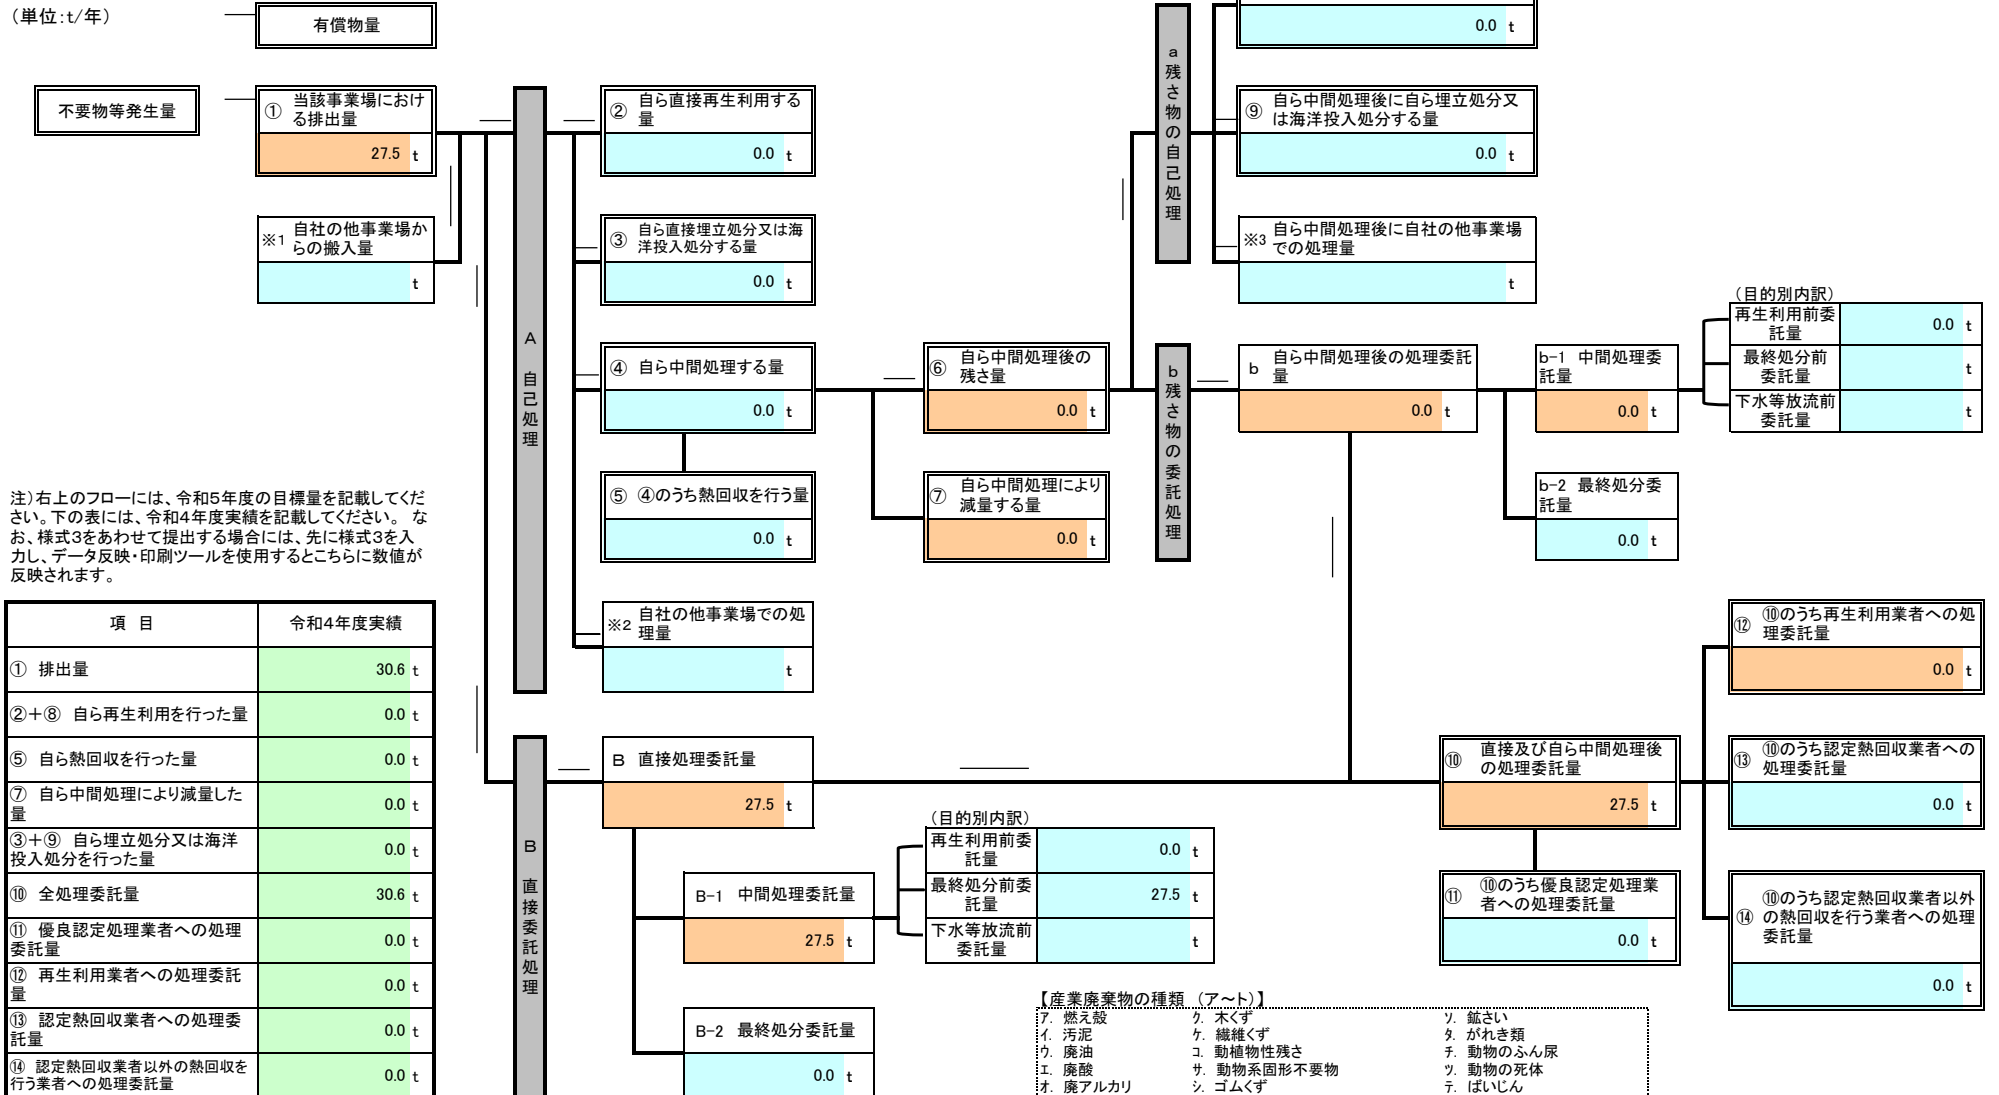 （単位:t/年）
有償物量
0.0 t
不要物等発生量
① 当該事業場におけ
る排出量
27.5 t
※1 自社の他事業場か
らの搬入量
t
A 自己処理
② 自ら直接再生利用する
量
0.0 t
③ 自ら直接埋立処分又は海
洋投入処分する量
0.0 t
④ 自ら中間処理する量
0.0 t
⑤ ④のうち熱回収を行う量
0.0 t
※2 自社の他事業場での処
理量
t
⑥ 自ら中間処理後の
残さ量
0.0 t
⑦ 自ら中間処理により
減量する量
0.0 t
a 残さ物の自己処理
⑨ 自ら中間処理後に自ら埋立処分又
は海洋投入処分する量
0.0 t
※3 自ら中間処理後に自社の他事業場
での処理量
t
b 残さ物の委託処理
b 自ら中間処理後の処理委託
量
0.0 t
b-1 中間処理委
託量
0.0 t
b-2 最終処分委
託量
0.0 t
（目的別内訳）
再生利用前委
託量
0.0 t
最終処分前
委託量
t
下水等放流前
委託量
t
注）右上のフローには、令和5年度の目標量を記載してくだ
さい。下の表には、令和4年度実績を記載してください。 な
お、様式3をあわせて提出する場合には、先に様式3を入
力し、データ反映・印刷ツールを使用するとこちらに数値が
反映されます。
項 目 令和4年度実績
① 排出量 30.6 t
②+⑧ 自ら再生利用を行った量 0.0 t
⑤ 自ら熱回収を行った量 0.0 t
⑦ 自ら中間処理により減量した
量 0.0 t
③+⑨ 自ら埋立処分又は海洋
投入処分を行った量 0.0 t
⑩ 全処理委託量 30.6 t
⑪ 優良認定処理業者への処理
委託量 0.0 t
⑫ 再生利用業者への処理委託
量 0.0 t
⑬ 認定熱回収業者への処理委
託量 0.0 t
⑭ 認定熱回収業者以外の熱回収を
行う業者への処理委託量 0.0 t
B 直接委託処理
B 直接処理委託量
27.5 t
B-1 中間処理委託量
27.5 t
B-2 最終処分委託量
0.0 t
（目的別内訳）
再生利用前委
託量
0.0 t
最終処分前委
託量
27.5 t
下水等放流前
委託量
t
⑩ 直接及び自ら中間処理後
の処理委託量
27.5 t
⑪ ⑩のうち優良認定処理業
者への処理委託量
0.0 t
⑫ ⑩のうち再生利用業者への処
理委託量
0.0 t
⑬ ⑩のうち認定熱回収業者への
処理委託量
0.0 t
⑭ ⑩のうち認定熱回収業者以外
の熱回収を行う業者への処理
委託量
0.0 t
【産業廃棄物の種類 （ア～ト）】
ア. 燃え殻 ク. 木くず ソ. 鉱さい
イ. 汚泥 ケ. 繊維くず タ. がれき類
ウ. 廃油 コ. 動植物性残さ チ. 動物のふん尿
エ. 廃酸 サ. 動物系固形不要物 ツ. 動物の死体
オ. 廃アルカリ シ. ゴムくず テ. ばいじん